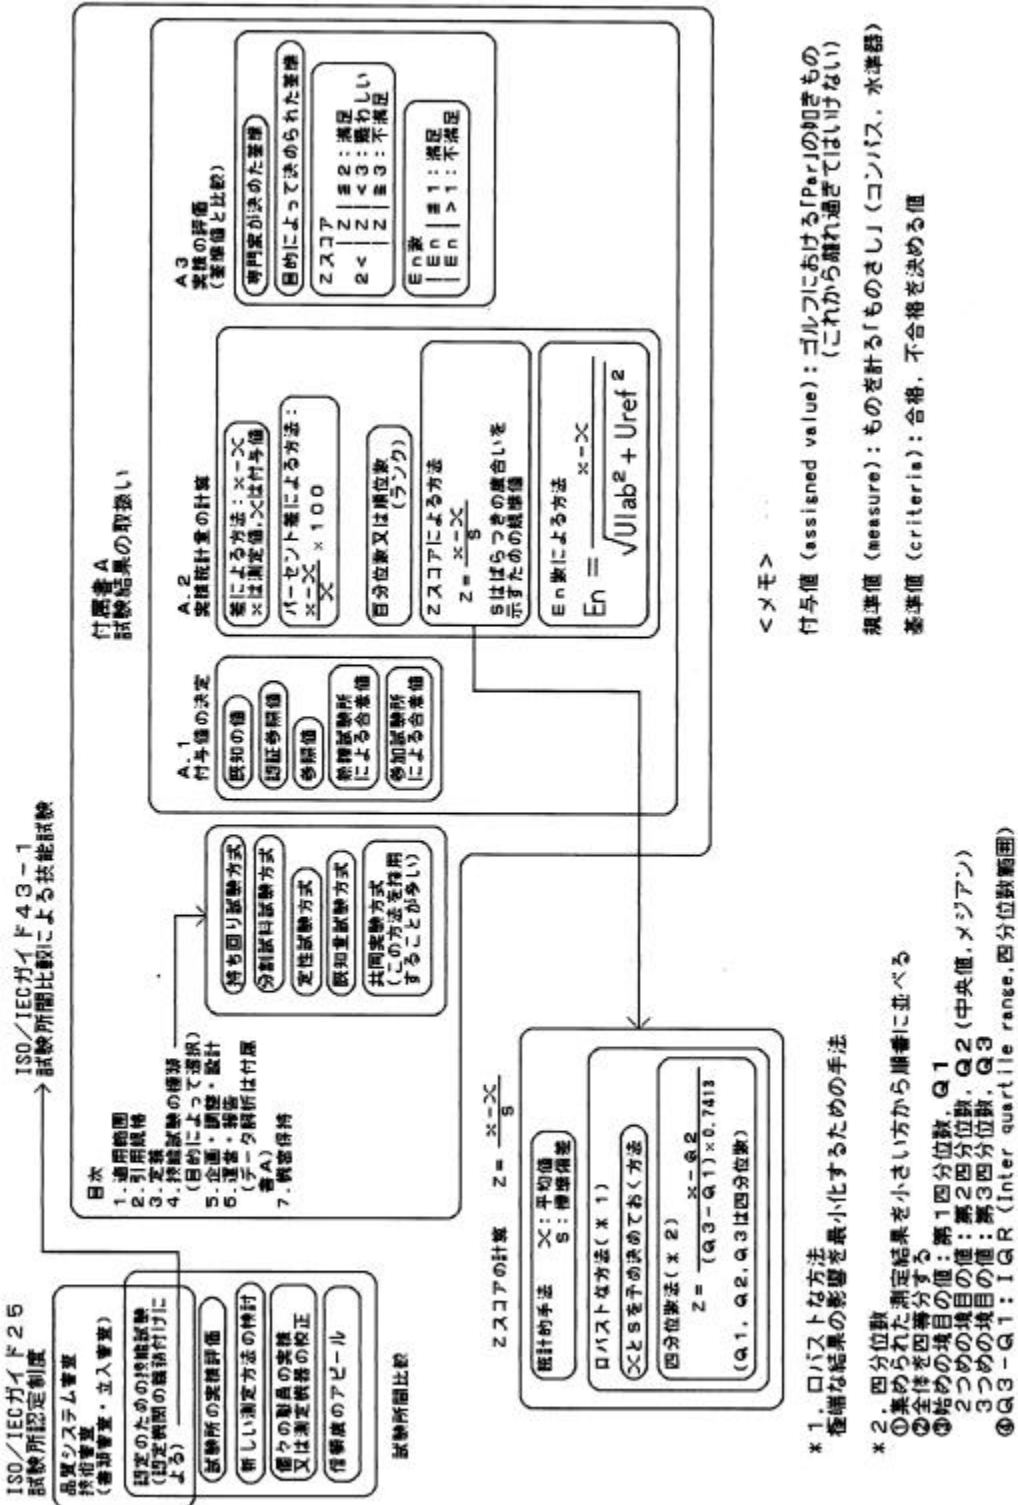 ISO/IECガイド25
試験所認定制度
品質システム審査
技術審査
(書類審査・立入審査)
認定のための技能試験
(認定機関の義務付けに
よる)
試験所の実績評価
新しい測定方法の検討
個々の職員の実績
又は測定機器の校正
信頼度のアピール
試験所間比較
ISO/IECガイド43-1
試験所間比較による技能試験
目次
1.適用範囲
2.引用規格
3.定義
4.技能試験の種類
(目的によって選択)
5.企画・調整・設計
6.運営・報告
(データ解析は付属
書A)
7.機密保持
持ち回り試験方式
分割試料試験方式
定性試験方式
既知量試験方式
共同実験方式
(この方法を採用
することが多い)
付属書A
試験結果の取扱い
A.1
付与値の決定
既知の値
認証参照値
参照値
熟練試験所
による合意値
参加試験所
による合意値
A.2
実績統計量の計算
差による方法:x-X
xは測定値,Xは付与値
パーセント差による方法:
x-X
X
×100
百分位数又は順位数
(ランク)
Zスコアによる方法
Z= x-X
s
Sはばらつきの度合いを
示すための規準値
En数による方法
En = x-X
√Ulab² + Uref²
A3
実績の評価
(基準値と比較)
専門家が決めた基準
目的によって決められた基準
Zスコア
|Z|≦2:満足
2<|Z|<3:疑わしい
|Z|≧3:不満足
En数
|En|≦1:満足
|En|>1:不満足
Zスコアの計算 Z= x-X
s
統計的手法 X:平均値
S:標準偏差
ロバストな方法(*1)
XとSを予め決めておく方法
四分位数法(*2)
Z= x-Q2
(Q3-Q1)×0.7413
(Q1,Q2,Q3は四分位数)
*1.ロバストな方法
極端な結果の影響を最小化するための手法
*2.四分位数
①集められた測定結果を小さい方から順番に並べる
②全体を四等分する
③始めの境目の値:第1四分位数,Q1
2つめの境目の値:第2四分位数,Q2(中央値,メジアン)
3つめの境目の値:第3四分位数,Q3
④Q3-Q1:IQR(Inter quartile range,四分位数範囲)
<メモ>
付与値(assisned value):ゴルフにおける「Par」の如きもの
(これから離れ過ぎてはいけない)
規準値(measure):ものを計る「ものさし」(コンパス,水準器)
基準値(criteria):合格,不合格を決める値